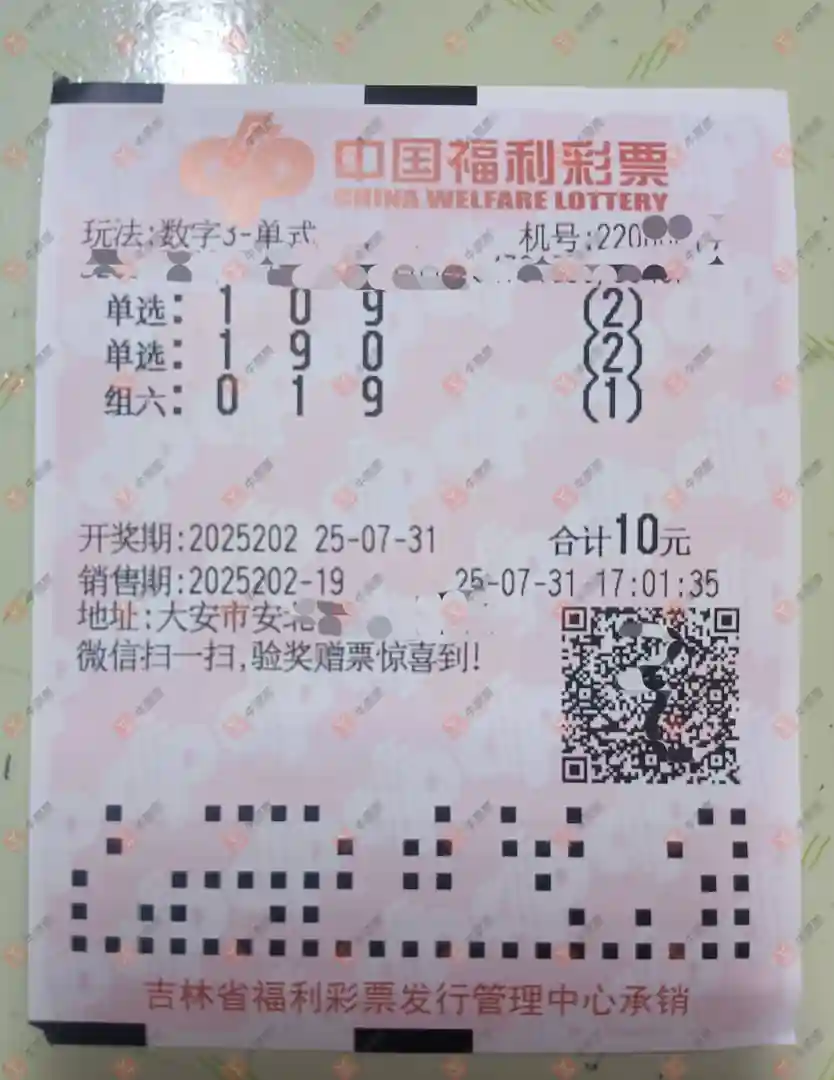 中国福利彩票
CHINA WELFARE LOTTERY
玩法:数字3-单式 机号:220
单选: 1 0 9 (2)
单选: 1 9 0 (2)
组六: 0 1 9 (1)
开奖期:2025202 25-07-31 合计10元
销售期:2025202-19 25-07-31 17:01:35
地址:大安市安北
微信扫一扫,验奖赠票惊喜到!
吉林省福利彩票发行管理中心承销